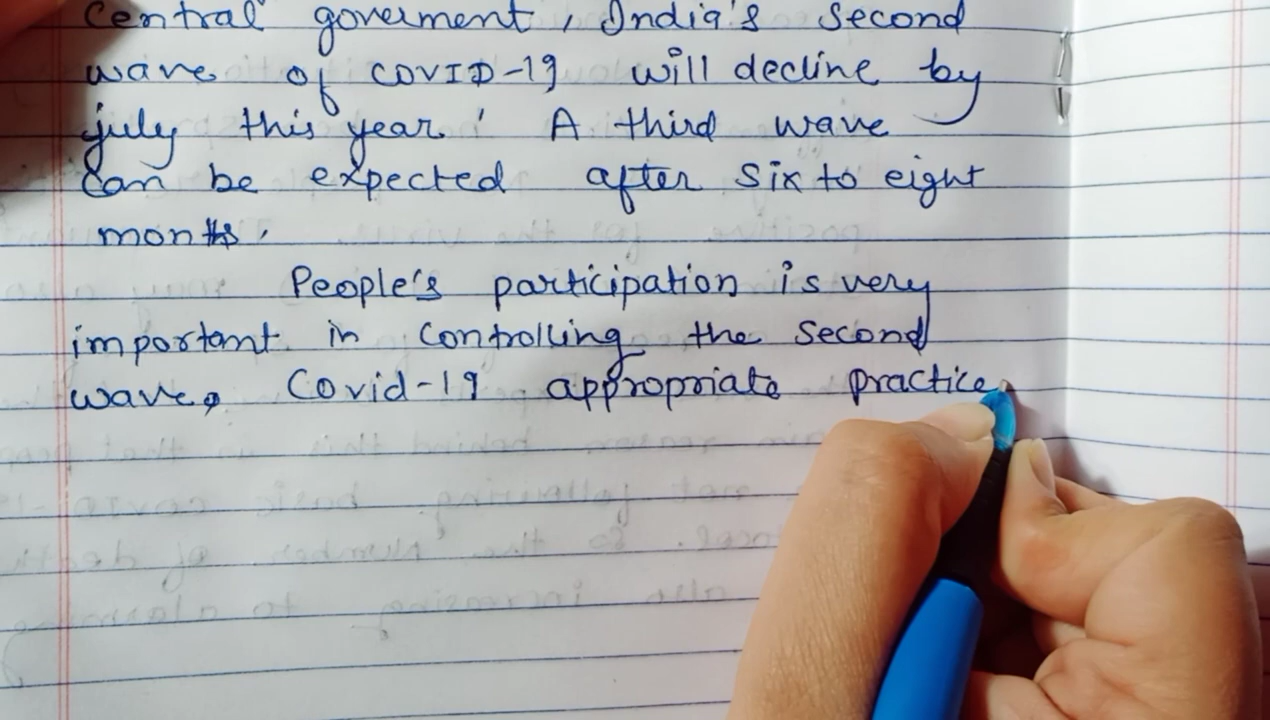 Central goverment, India's Second
wave of COVID-19 will decline by
july this year' A third wave
Can be expected after Six to eight
months.
People's participation is very
important in Controlling the Second
wave. Covid-19 appropriate practice